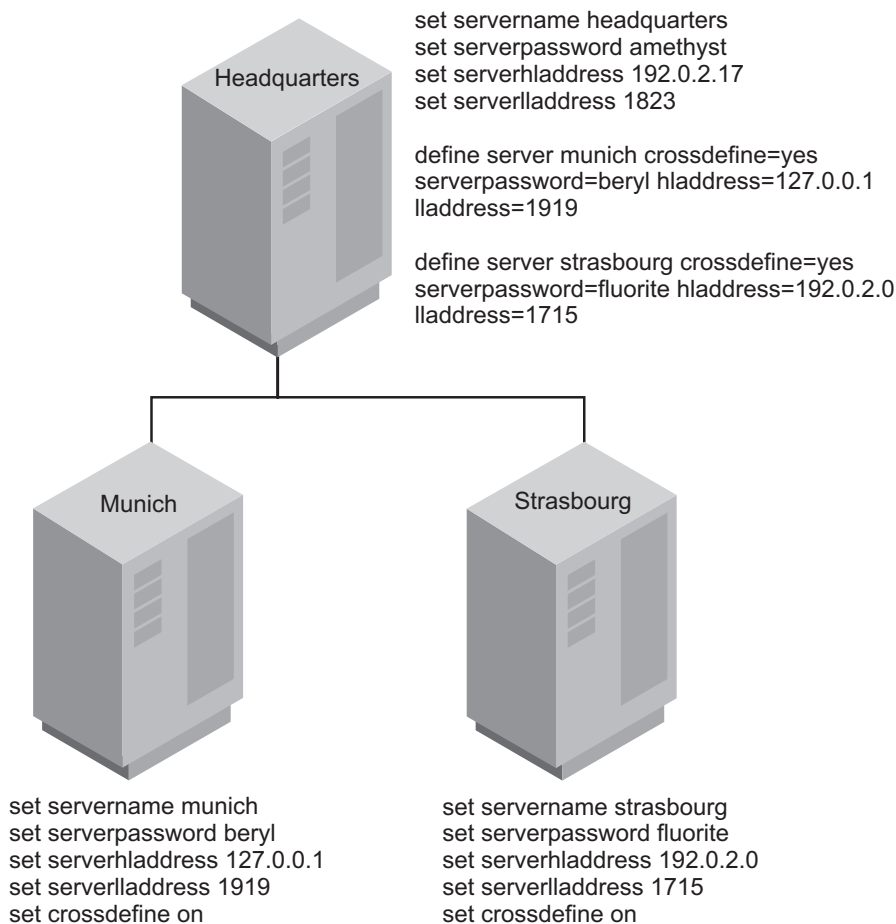 Headquarters
set servername headquarters
set serverpassword amethyst
set serverhladdress 192.0.2.17
set serverlladdress 1823
define server munich crossdefine=yes
serverpassword=beryl hladdress=127.0.0.1
lladdress=1919
define server strasbourg crossdefine=yes
serverpassword=fluorite hladdress=192.0.2.0
lladdress=1715
Munich
set servername munich
set serverpassword beryl
set serverhladdress 127.0.0.1
set serverlladdress 1919
set crossdefine on
Strasbourg
set servername strasbourg
set serverpassword fluorite
set serverhladdress 192.0.2.0
set serverlladdress 1715
set crossdefine on